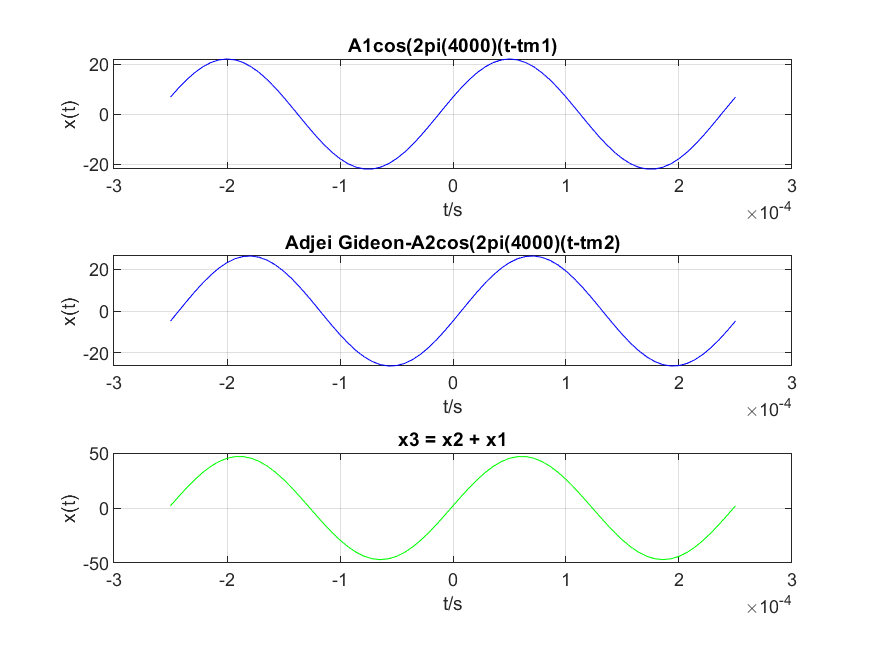 A1cos(2pi(4000)(t-tm1)
20
0
-20
x(t)
-3 -2 -1 0 1 2 3
t/s
×10-4
Adjei Gideon-A2cos(2pi(4000)(t-tm2)
20
0
-20
x(t)
-3 -2 -1 0 1 2 3
t/s
×10-4
x3 = x2 + x1
50
0
-50
x(t)
-3 -2 -1 0 1 2 3
t/s
×10-4